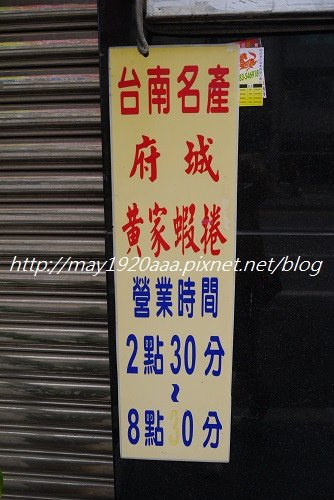 台南名產
府城
黃家蝦捲
http://may1920aaa.pixnet.net/blog
營業時間
2點30分
~
8點30分